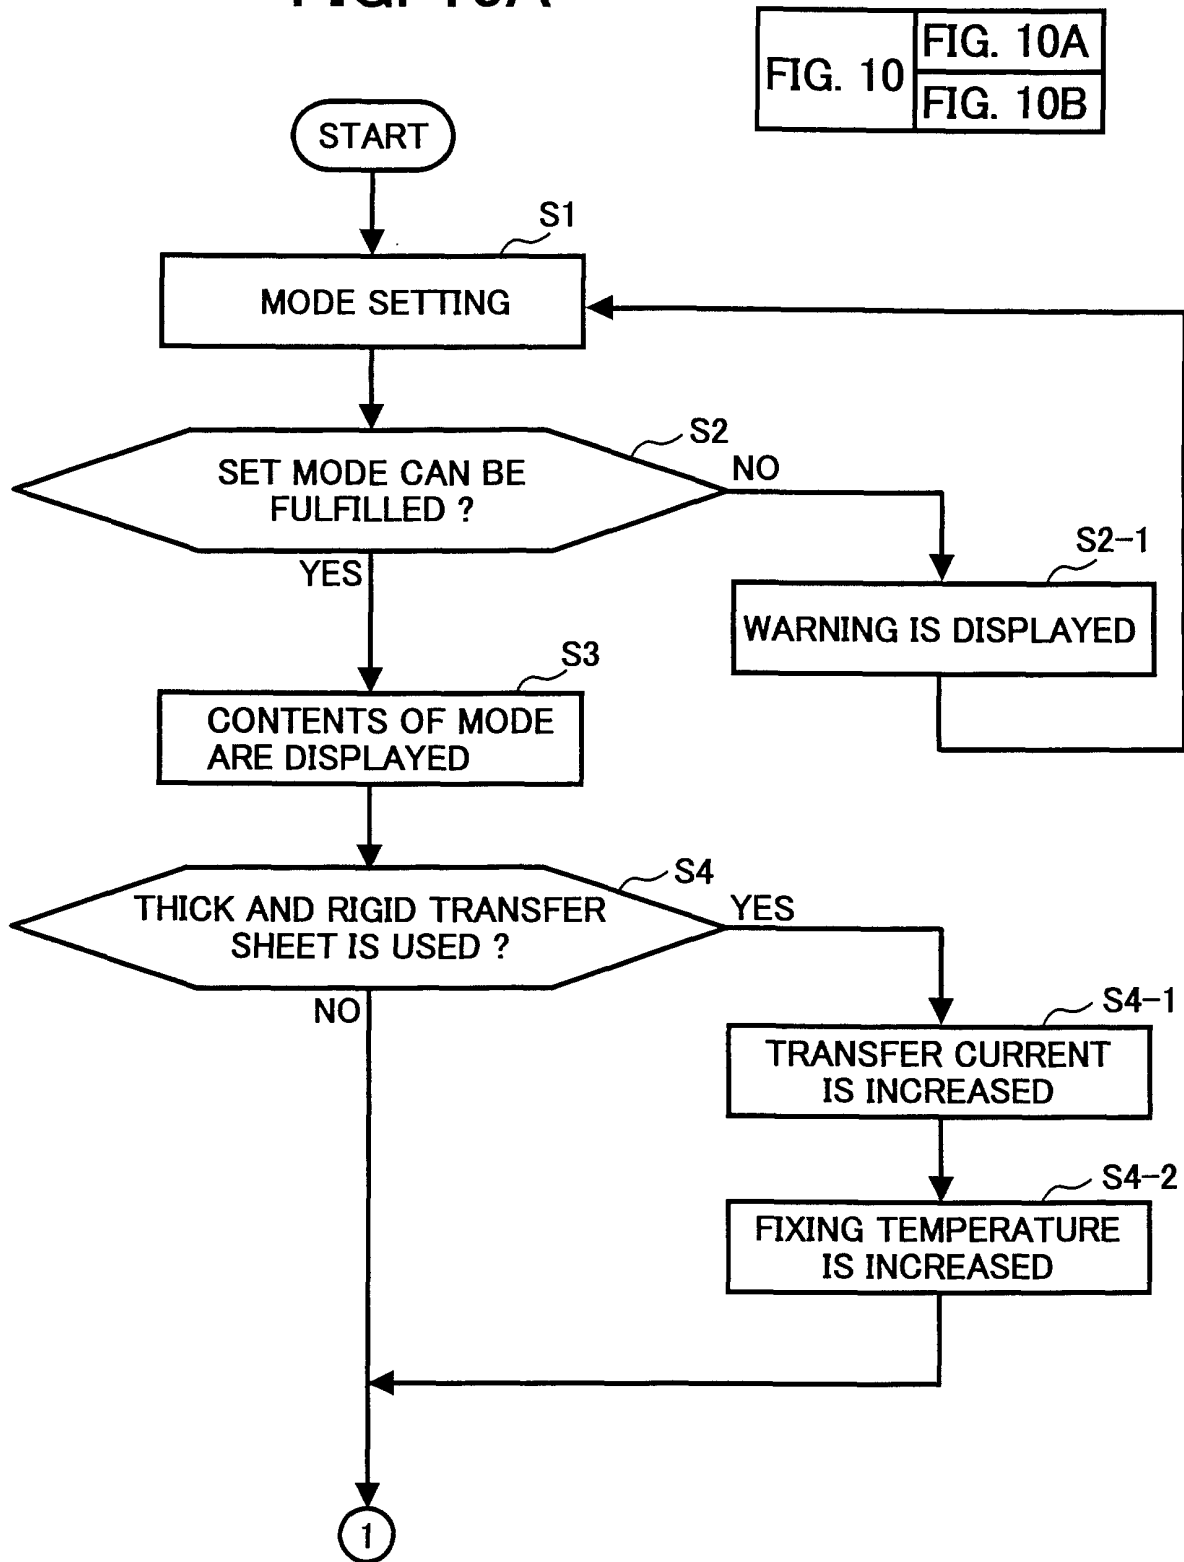 FIG. 10A
FIG. 10
FIG. 10A
FIG. 10B
START
S1
MODE SETTING
S2
SET MODE CAN BE
FULFILLED ?
NO
YES
S2-1
WARNING IS DISPLAYED
S3
CONTENTS OF MODE
ARE DISPLAYED
S4
THICK AND RIGID TRANSFER
SHEET IS USED ?
YES
NO
S4-1
TRANSFER CURRENT
IS INCREASED
S4-2
FIXING TEMPERATURE
IS INCREASED
1